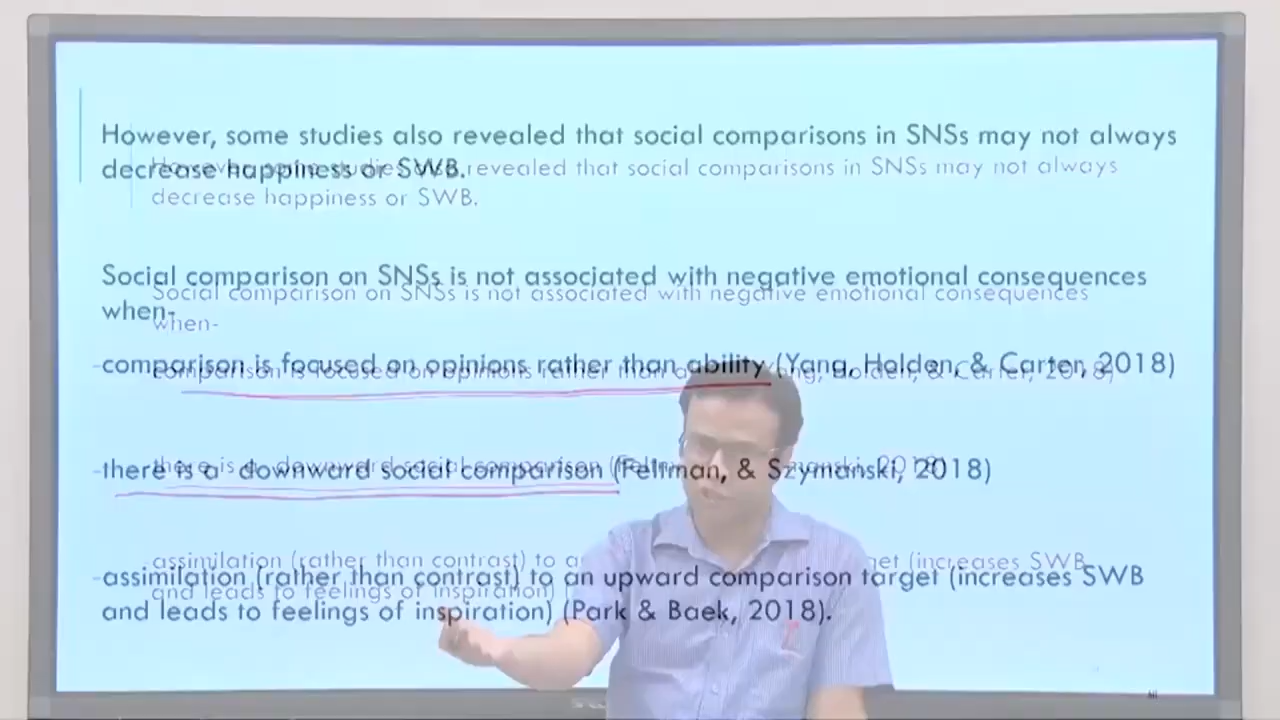 However, some studies also revealed that social comparisons in SNSs may not always
decrease happiness or SWB.
Social comparison on SNSs is not associated with negative emotional consequences
when-
-comparison is focused on opinions rather than ability (Yang, Holden, & Carter, 2018)
-there is a downward social comparison (Fellman, & Szymanski, 2018)
-assimilation (rather than contrast) to an upward comparison target (increases SWB
and leads to feelings of inspiration) (Park & Baek, 2018).